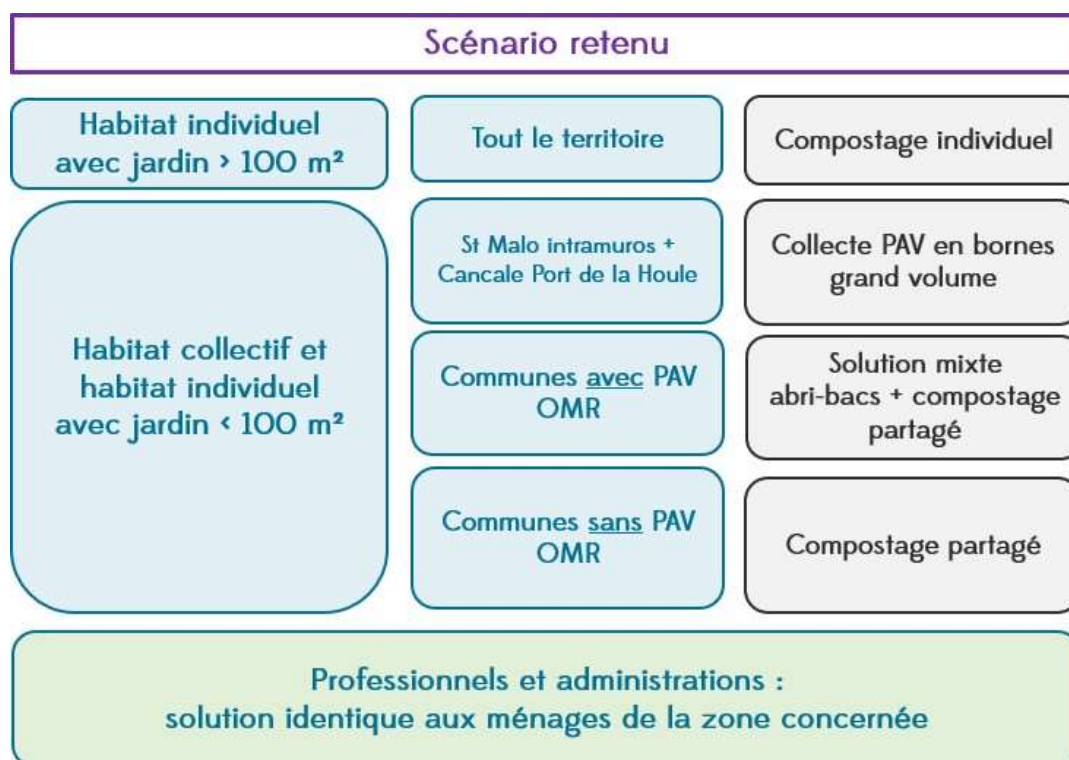 Scénario retenu
Habitat individuel
avec jardin > 100 m²
Tout le territoire
Compostage individuel
Habitat collectif et
habitat individuel
avec jardin < 100 m²
St Malo intramuros +
Cancale Port de la Houle
Collecte PAV en bornes
grand volume
Communes avec PAV
OMR
Solution mixte
abri-bacs + compostage
partagé
Communes sans PAV
OMR
Compostage partagé
Professionnels et administrations :
solution identique aux ménages de la zone concernée